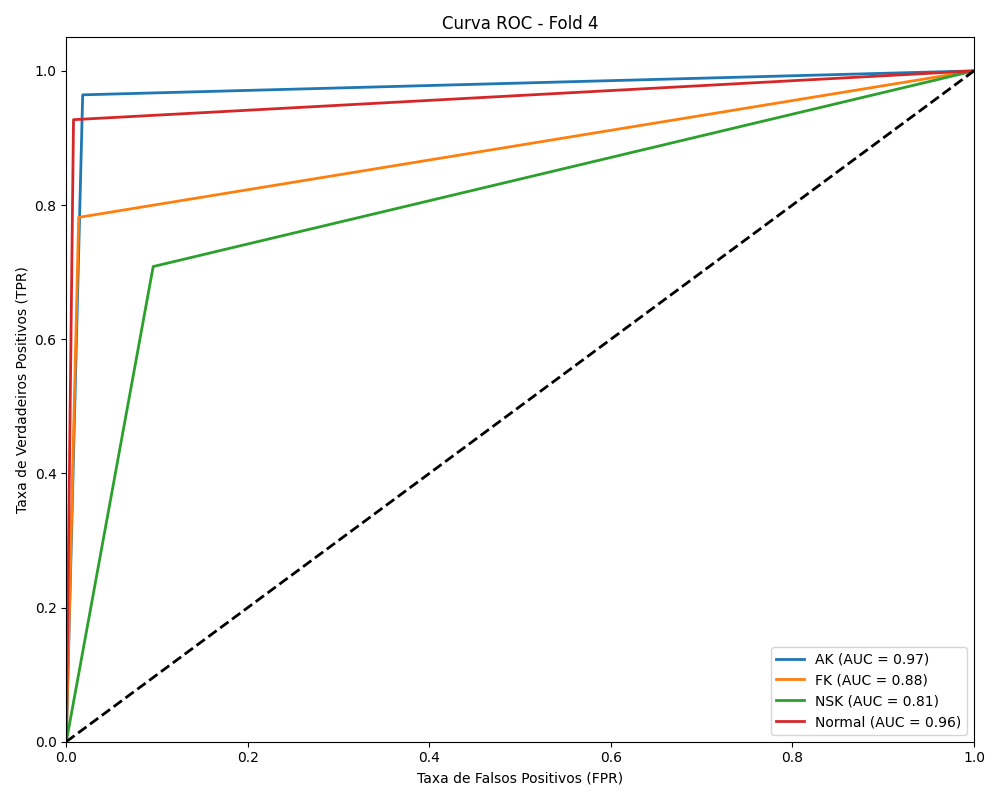 Curva ROC - Fold 4
Taxa de Verdadeiros Positivos (TPR)
1.0
0.8
0.6
0.4
0.2
0.0
0.0
0.2
0.4
0.6
0.8
1.0
Taxa de Falsos Positivos (FPR)
AK (AUC = 0.97)
FK (AUC = 0.88)
NSK (AUC = 0.81)
Normal (AUC = 0.96)